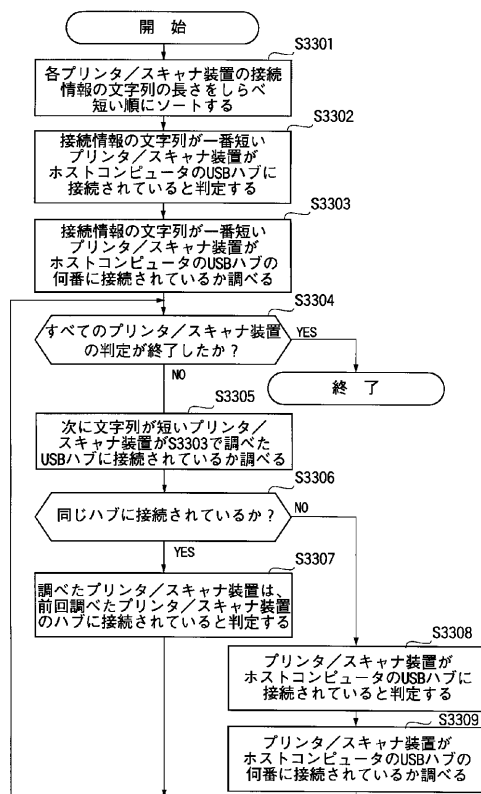 開 始
S3301
各プリンタ／スキャナ装置の接続
情報の文字列の長さをしらべ
短い順にソートする
S3302
接続情報の文字列が一番短い
プリンタ／スキャナ装置が
ホストコンピュータのUSBハブに
接続されていると判定する
S3303
接続情報の文字列が一番短い
プリンタ／スキャナ装置が
ホストコンピュータのUSBハブの
何番に接続されているか調べる
S3304
すべてのプリンタ／スキャナ装置
の判定が終了したか？
YES
終 了
NO
S3305
次に文字列が短いプリンタ／
スキャナ装置がS3303で調べた
USBハブに接続されているか調べる
S3306
同じハブに接続されているか？
NO
YES
S3307
調べたプリンタ／スキャナ装置は、
前回調べたプリンタ／スキャナ装置
のハブに接続されていると判定する
S3308
プリンタ／スキャナ装置が
ホストコンピュータのUSBハブに
接続されていると判定する
S3309
プリンタ／スキャナ装置が
ホストコンピュータのUSBハブの
何番に接続されているか調べる